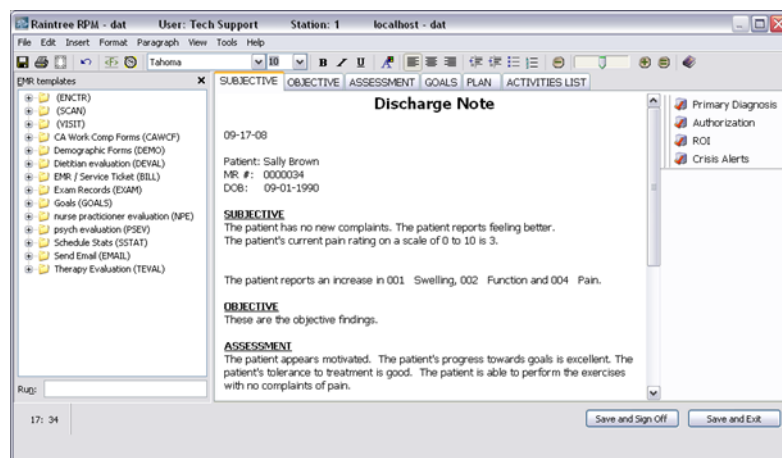 Raintree RPM - dat User: Tech Support Station: 1 localhost - dat
File Edit Insert Format Paragraph View Tools Help
Tahoma 10 B I U
EMR templates x
SUBJECTIVE OBJECTIVE ASSESSMENT GOALS PLAN ACTIVITIES LIST
(ENCTR)
(SCAN)
(VISIT)
CA Work Comp Forms (CAWCF)
Demographic Forms (DEMO)
Dietitian evaluation (DEVAL)
EMR / Service Ticket (BILL)
Exam Records (EXAM)
Goals (GOALS)
nurse practicioner evaluation (NPE)
psych evaluation (PSEV)
Schedule Stats (SSTAT)
Send Email (EMAIL)
Therapy Evaluation (TEVAL)
Run:
Discharge Note
09-17-08
Patient: Sally Brown
MR #: 0000034
DOB: 09-01-1990
SUBJECTIVE
The patient has no new complaints. The patient reports feeling better.
The patient's current pain rating on a scale of 0 to 10 is 3.
The patient reports an increase in 001 Swelling, 002 Function and 004 Pain.
OBJECTIVE
These are the objective findings.
ASSESSMENT
The patient appears motivated. The patient's progress towards goals is excellent. The
patient's tolerance to treatment is good. The patient is able to perform the exercises
with no complaints of pain.
Primary Diagnosis
Authorization
ROI
Crisis Alerts
17: 34
Save and Sign Off Save and Exit